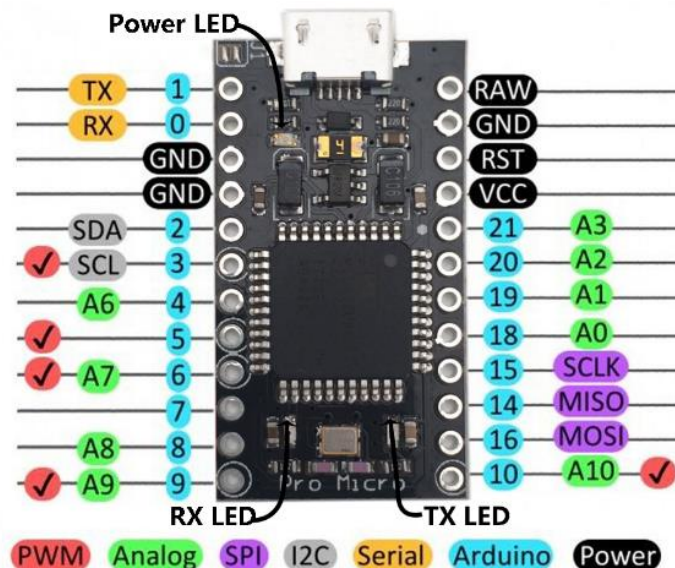 Power LED
J1
TX 1 RAW
RX 0 GND
GND RST
GND VCC
SDA 2 21 A3
SCL 3 20 A2
A6 4 19 A1
5 18 A0
A7 6 15 SCLK
7 14 MISO
A8 8 16 MOSI
A9 9 10 A10
Pro Micro
RX LED TX LED
PWM Analog SPI I2C Serial Arduino Power